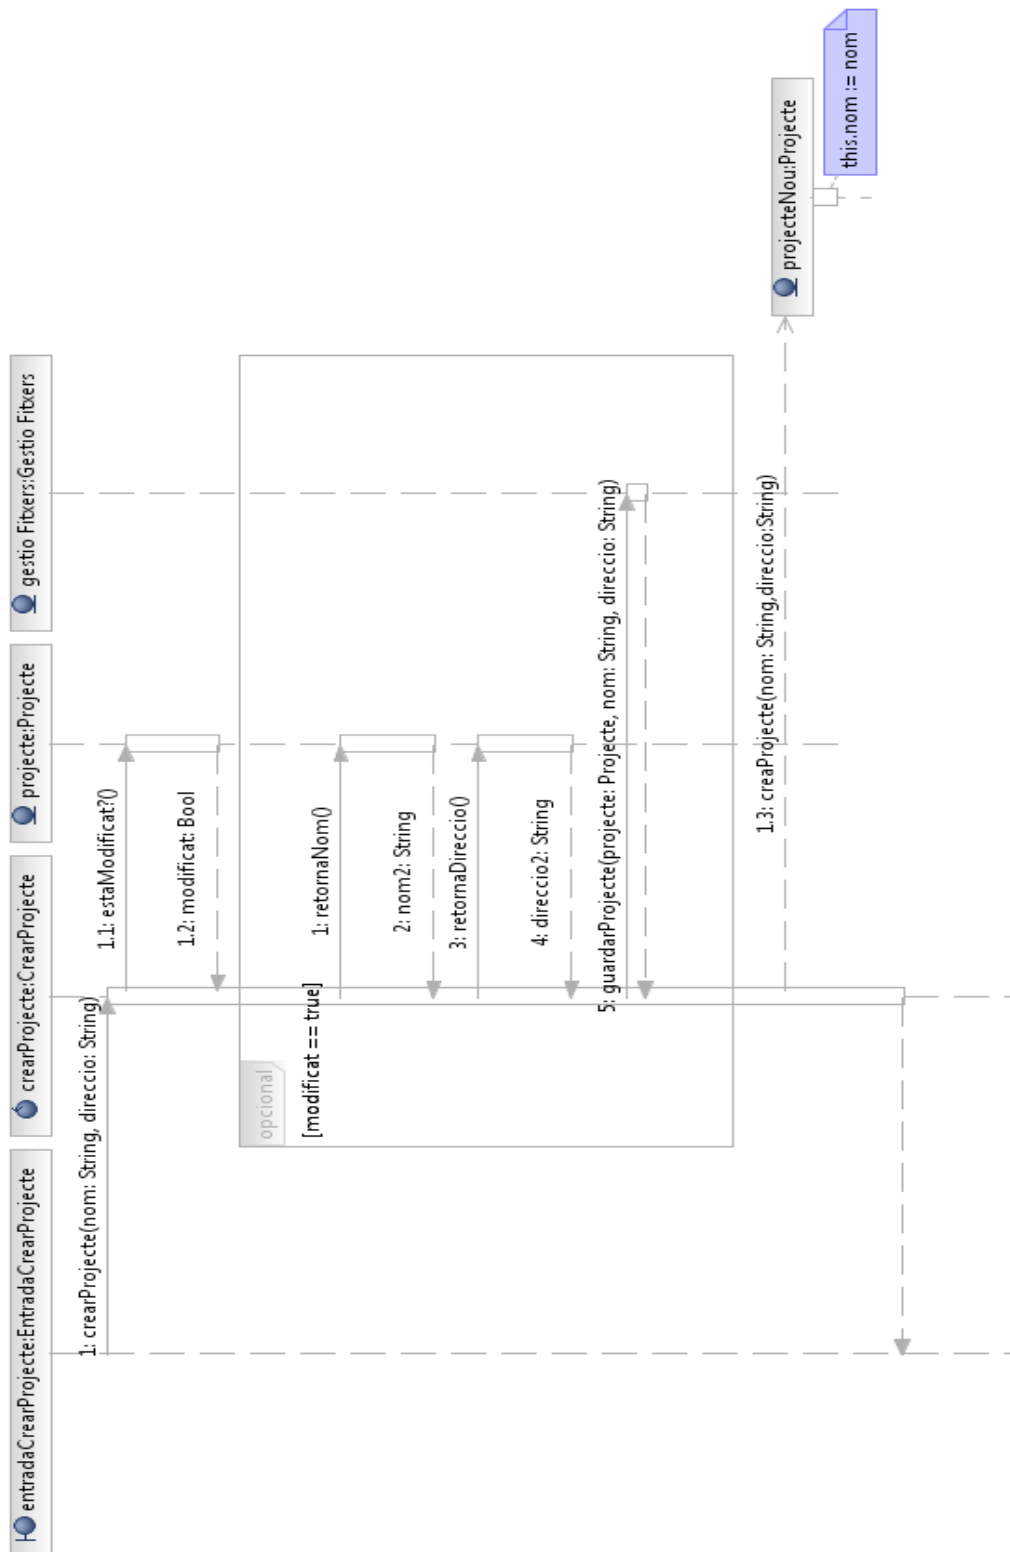 entradaCrearProjecte:EntradaCrearProjecte
crearProjecte:CrearProjecte
projecte:Projecte
gestio Fitxers:Gestio Fitxers
1: crearProjecte(nom: String, direccio: String)
1.1: estaModificat?()
1.2: modificat: Bool
opcional
[modificat == true]
1: retornaNom()
2: nom2: String
3: retornaDireccio()
4: direccio2: String
5: guardarProjecte(projecte: Projecte, nom: String, direccio: String)
1.3: creaProjecte(nom: String,direccio:String)
projecteNou:Projecte
this.nom := nom